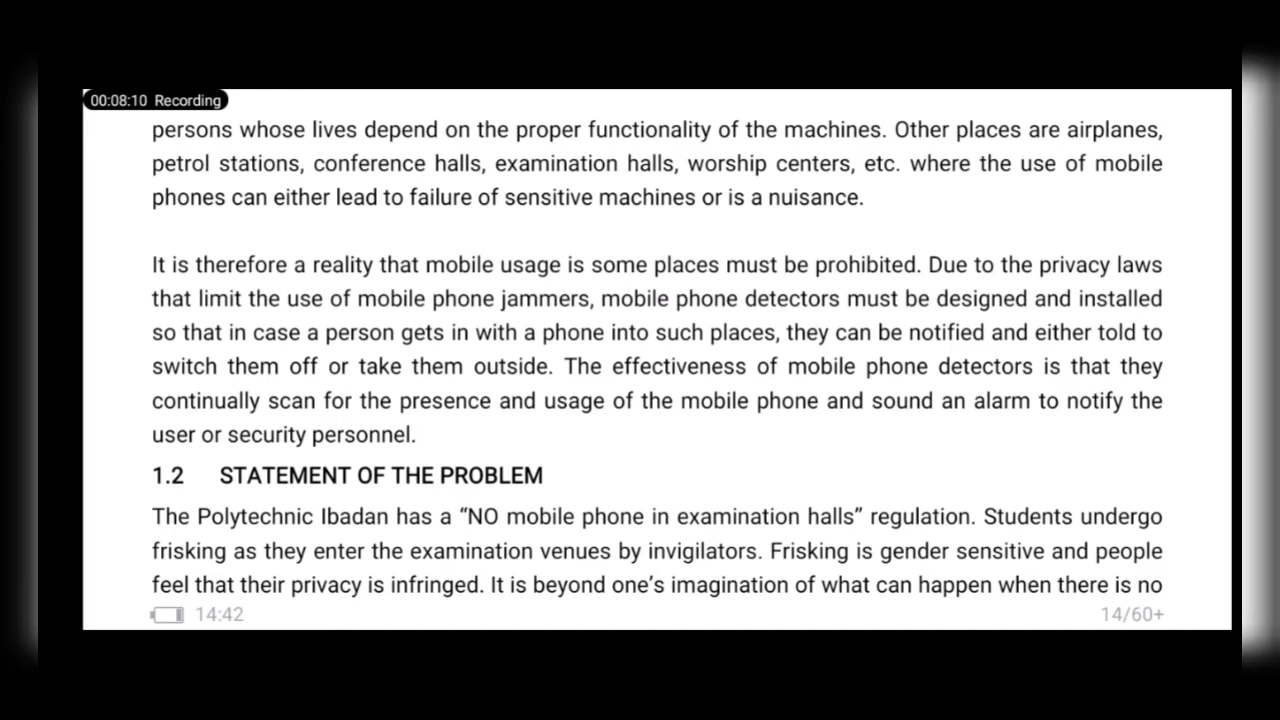 00:08:10 Recording
persons whose lives depend on the proper functionality of the machines. Other places are airplanes,
petrol stations, conference halls, examination halls, worship centers, etc. where the use of mobile
phones can either lead to failure of sensitive machines or is a nuisance.
It is therefore a reality that mobile usage is some places must be prohibited. Due to the privacy laws
that limit the use of mobile phone jammers, mobile phone detectors must be designed and installed
so that in case a person gets in with a phone into such places, they can be notified and either told to
switch them off or take them outside. The effectiveness of mobile phone detectors is that they
continually scan for the presence and usage of the mobile phone and sound an alarm to notify the
user or security personnel.
1.2 STATEMENT OF THE PROBLEM
The Polytechnic Ibadan has a “NO mobile phone in examination halls” regulation. Students undergo
frisking as they enter the examination venues by invigilators. Frisking is gender sensitive and people
feel that their privacy is infringed. It is beyond one’s imagination of what can happen when there is no
14:42 14/60+